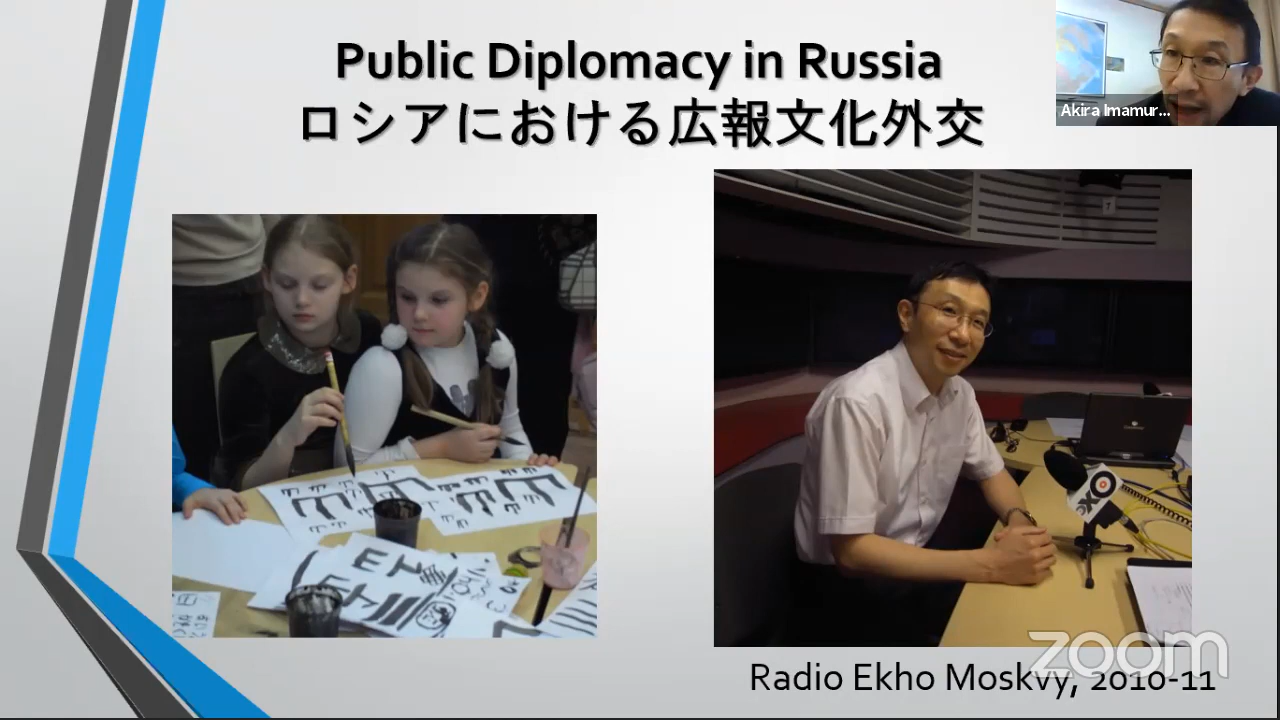 Public Diplomacy in Russia
ロシアにおける広報文化外交
Akira Imamur...
Radio Ekho Moskvy, 2010-11
zoom